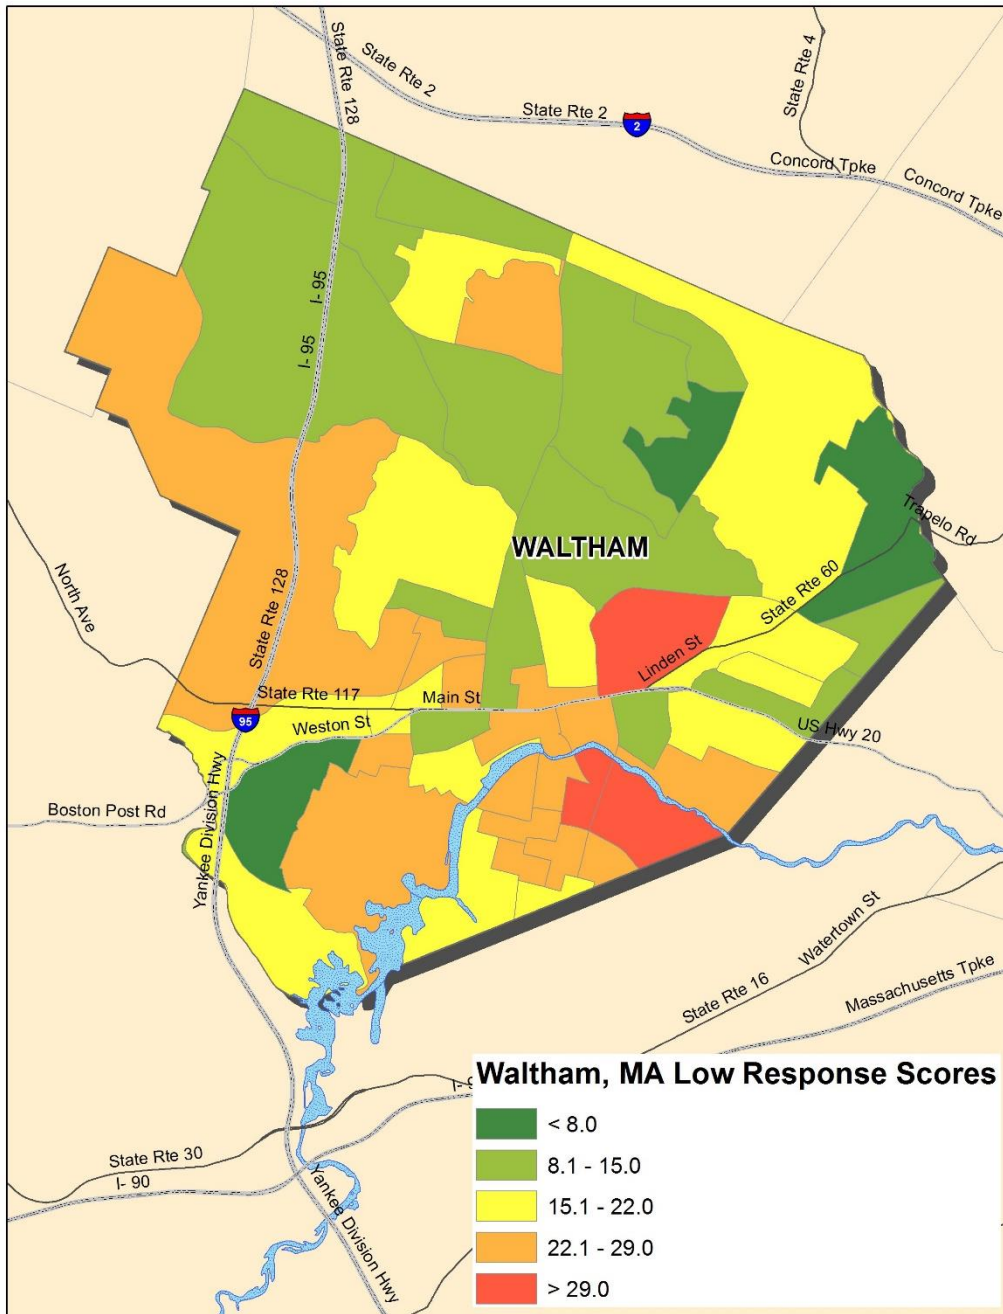 State Rte 128
State Rte 2
State Rte 2
2
State Rte 4
Concord Tpke
Concord Tpke
I- 95
I- 95
WALTHAM
Trapelo Rd
State Rte 60
Linden St
North Ave
State Rte 128
State Rte 117
Main St
95
Weston St
US Hwy 20
Boston Post Rd
Yankee Division Hwy
Watertown St
State Rte 16
Massachusetts Tpke
State Rte 30
I- 90
Yankee Division Hwy
Waltham, MA Low Response Scores
< 8.0
8.1 - 15.0
15.1 - 22.0
22.1 - 29.0
> 29.0